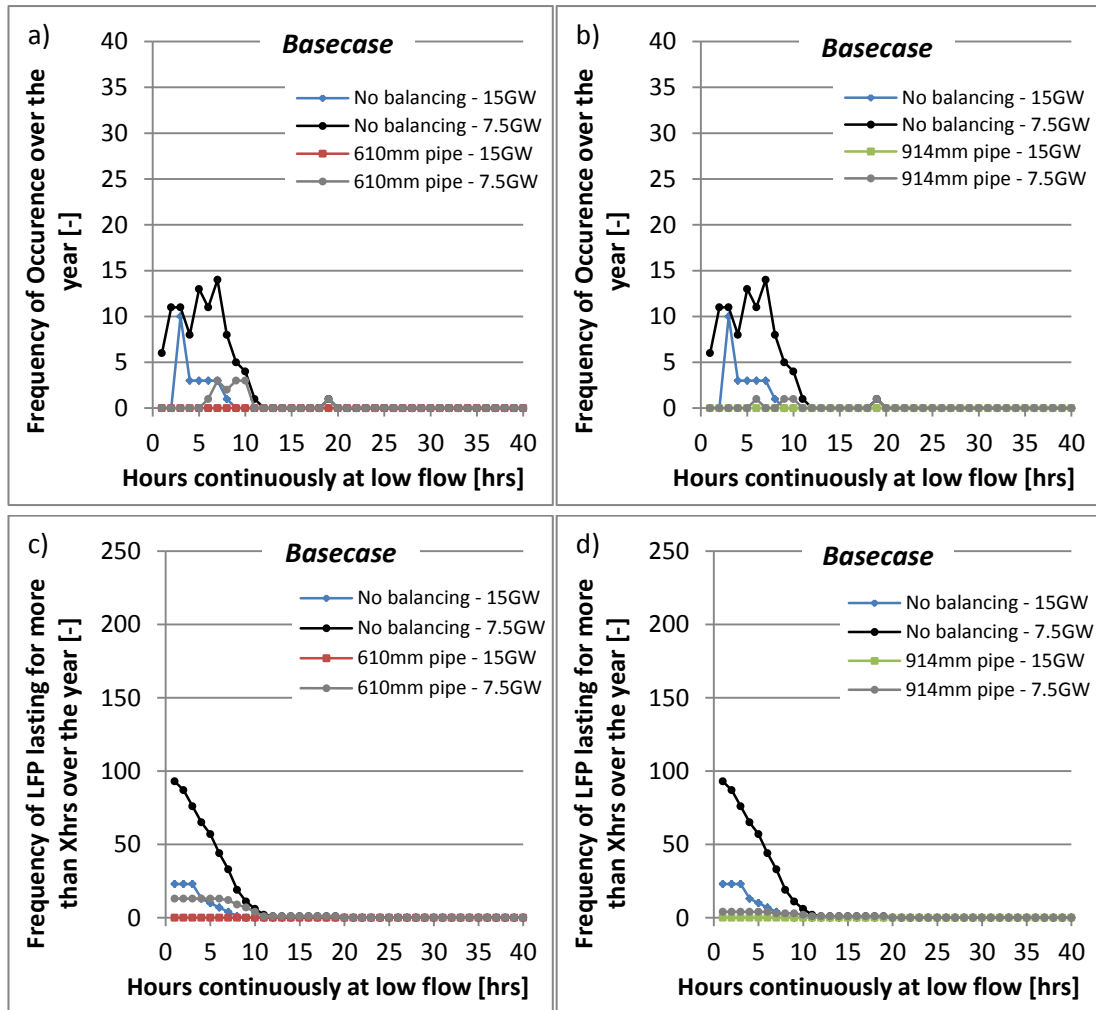 a)
Basecase
Frequency of Occurence over the
year [-]
40
35
30
25
20
15
10
5
0
No balancing - 15GW
No balancing - 7.5GW
610mm pipe - 15GW
610mm pipe - 7.5GW
0 5 10 15 20 25 30 35 40
Hours continuously at low flow [hrs]
b)
Basecase
Frequency of Occurence over the
year [-]
40
35
30
25
20
15
10
5
0
No balancing - 15GW
No balancing - 7.5GW
914mm pipe - 15GW
914mm pipe - 7.5GW
0 5 10 15 20 25 30 35 40
Hours continuously at low flow [hrs]
c)
Basecase
Frequency of LFP lasting for more
than Xhrs over the year [-]
250
200
150
100
50
0
No balancing - 15GW
No balancing - 7.5GW
610mm pipe - 15GW
610mm pipe - 7.5GW
0 5 10 15 20 25 30 35 40
Hours continuously at low flow [hrs]
d)
Basecase
Frequency of LFP lasting for more
than Xhrs over the year [-]
250
200
150
100
50
0
No balancing - 15GW
No balancing - 7.5GW
914mm pipe - 15GW
914mm pipe - 7.5GW
0 5 10 15 20 25 30 35 40
Hours continuously at low flow [hrs]